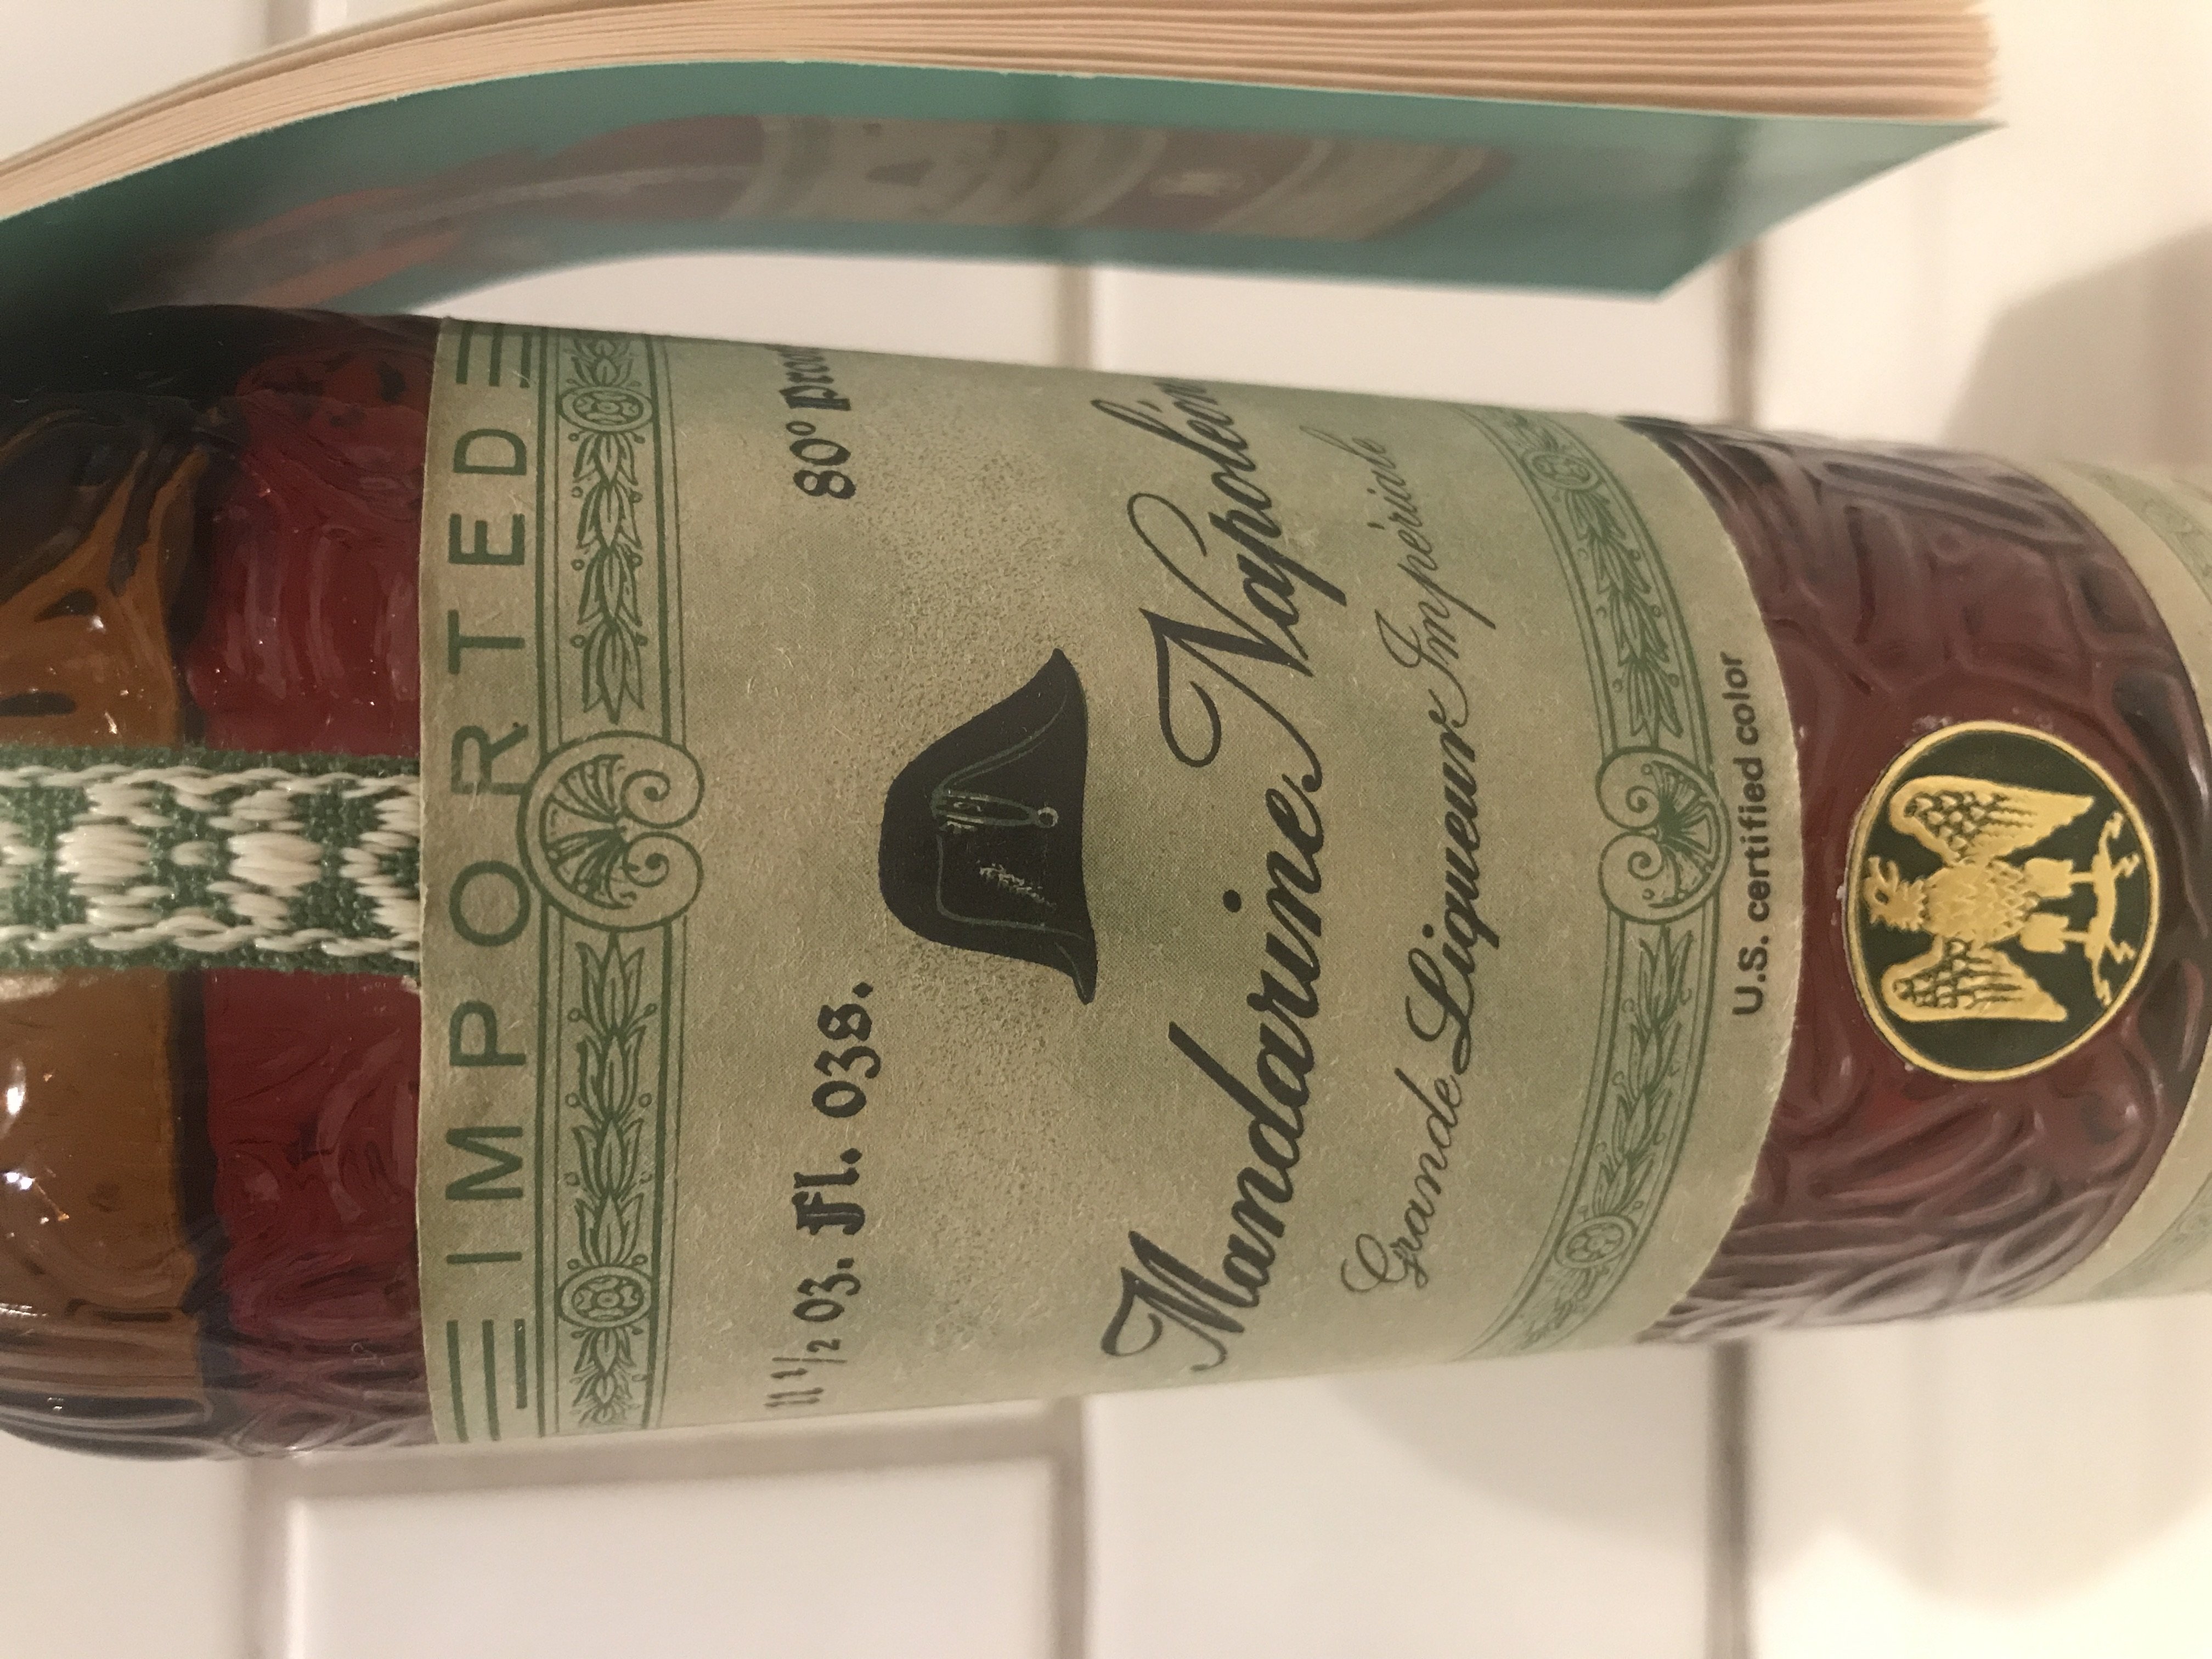 IMPORTED
11 1/2 oz. Fl. ozs.
80° Proof
Mandarine Napoléon
Grande Liqueur Impériale
U.S. certified color